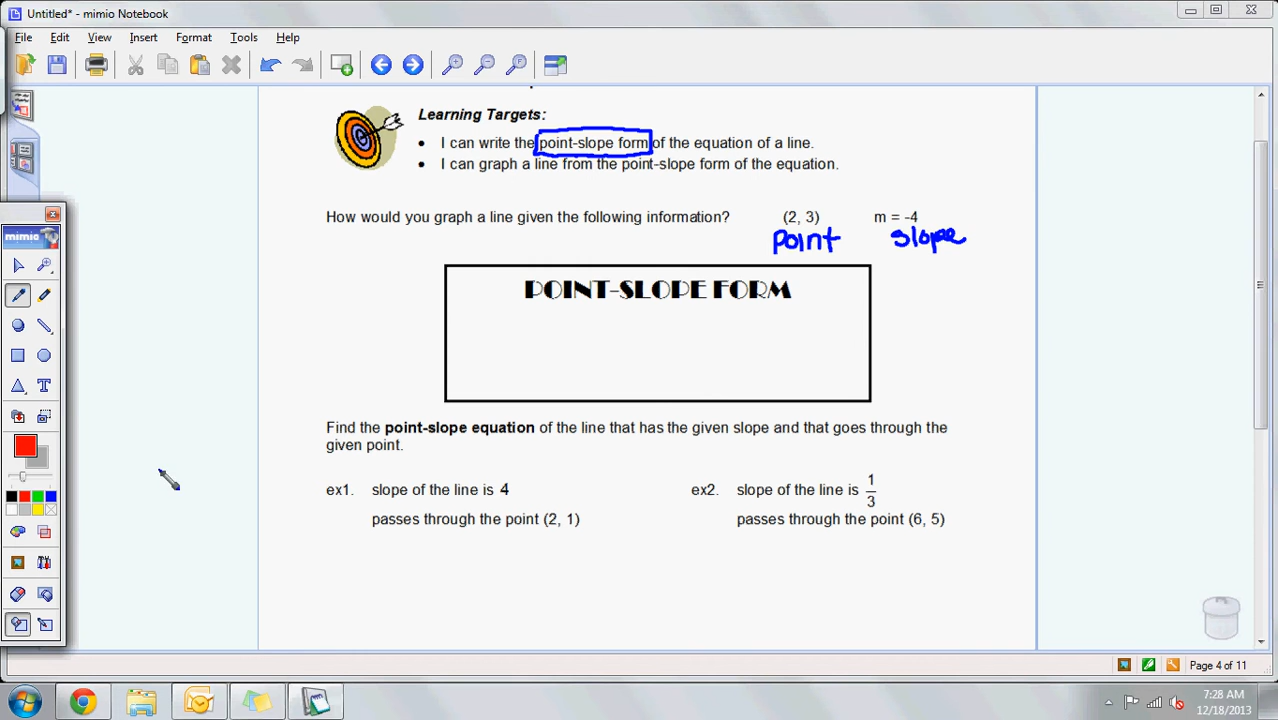 Untitled* - mimio Notebook
File Edit View Insert Format Tools Help
Learning Targets:
• I can write the point-slope form of the equation of a line.
• I can graph a line from the point-slope form of the equation.
How would you graph a line given the following information? (2, 3) m = -4
point slope
mimio
POINT-SLOPE FORM
Find the point-slope equation of the line that has the given slope and that goes through the
given point.
ex1. slope of the line is 4 ex2. slope of the line is 1/3
passes through the point (2, 1) passes through the point (6, 5)
Page 4 of 11
7:28 AM
12/18/2013